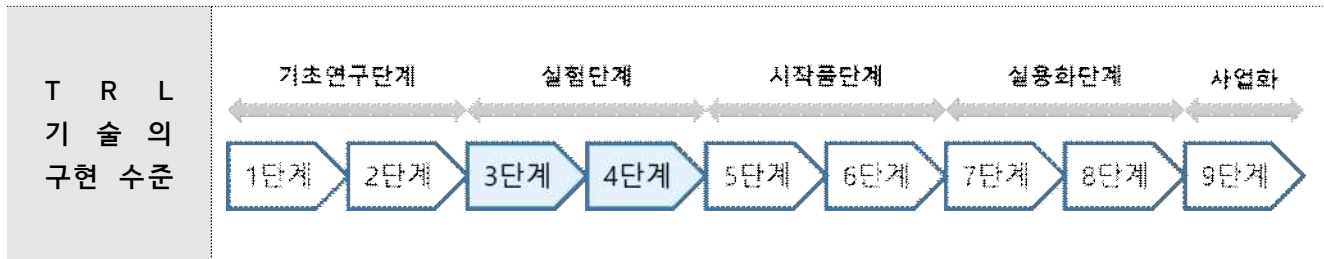 TRL
기술의
구현 수준
기초연구단계 실험단계 시작품단계 실용화단계 사업화
1단계 2단계 3단계 4단계 5단계 6단계 7단계 8단계 9단계